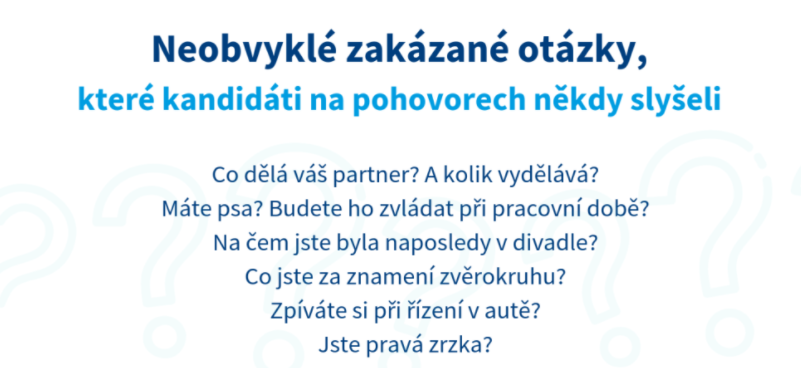 Neobvyklé zakázané otázky,
které kandidáti na pohovorech někdy slyšeli
Co dělá váš partner? A kolik vydělává?
Máte psa? Budete ho zvládat při pracovní době?
Na čem jste byla naposledy v divadle?
Co jste za znamení zvěrokruhu?
Zpíváte si při řízení v autě?
Jste pravá zrzka?